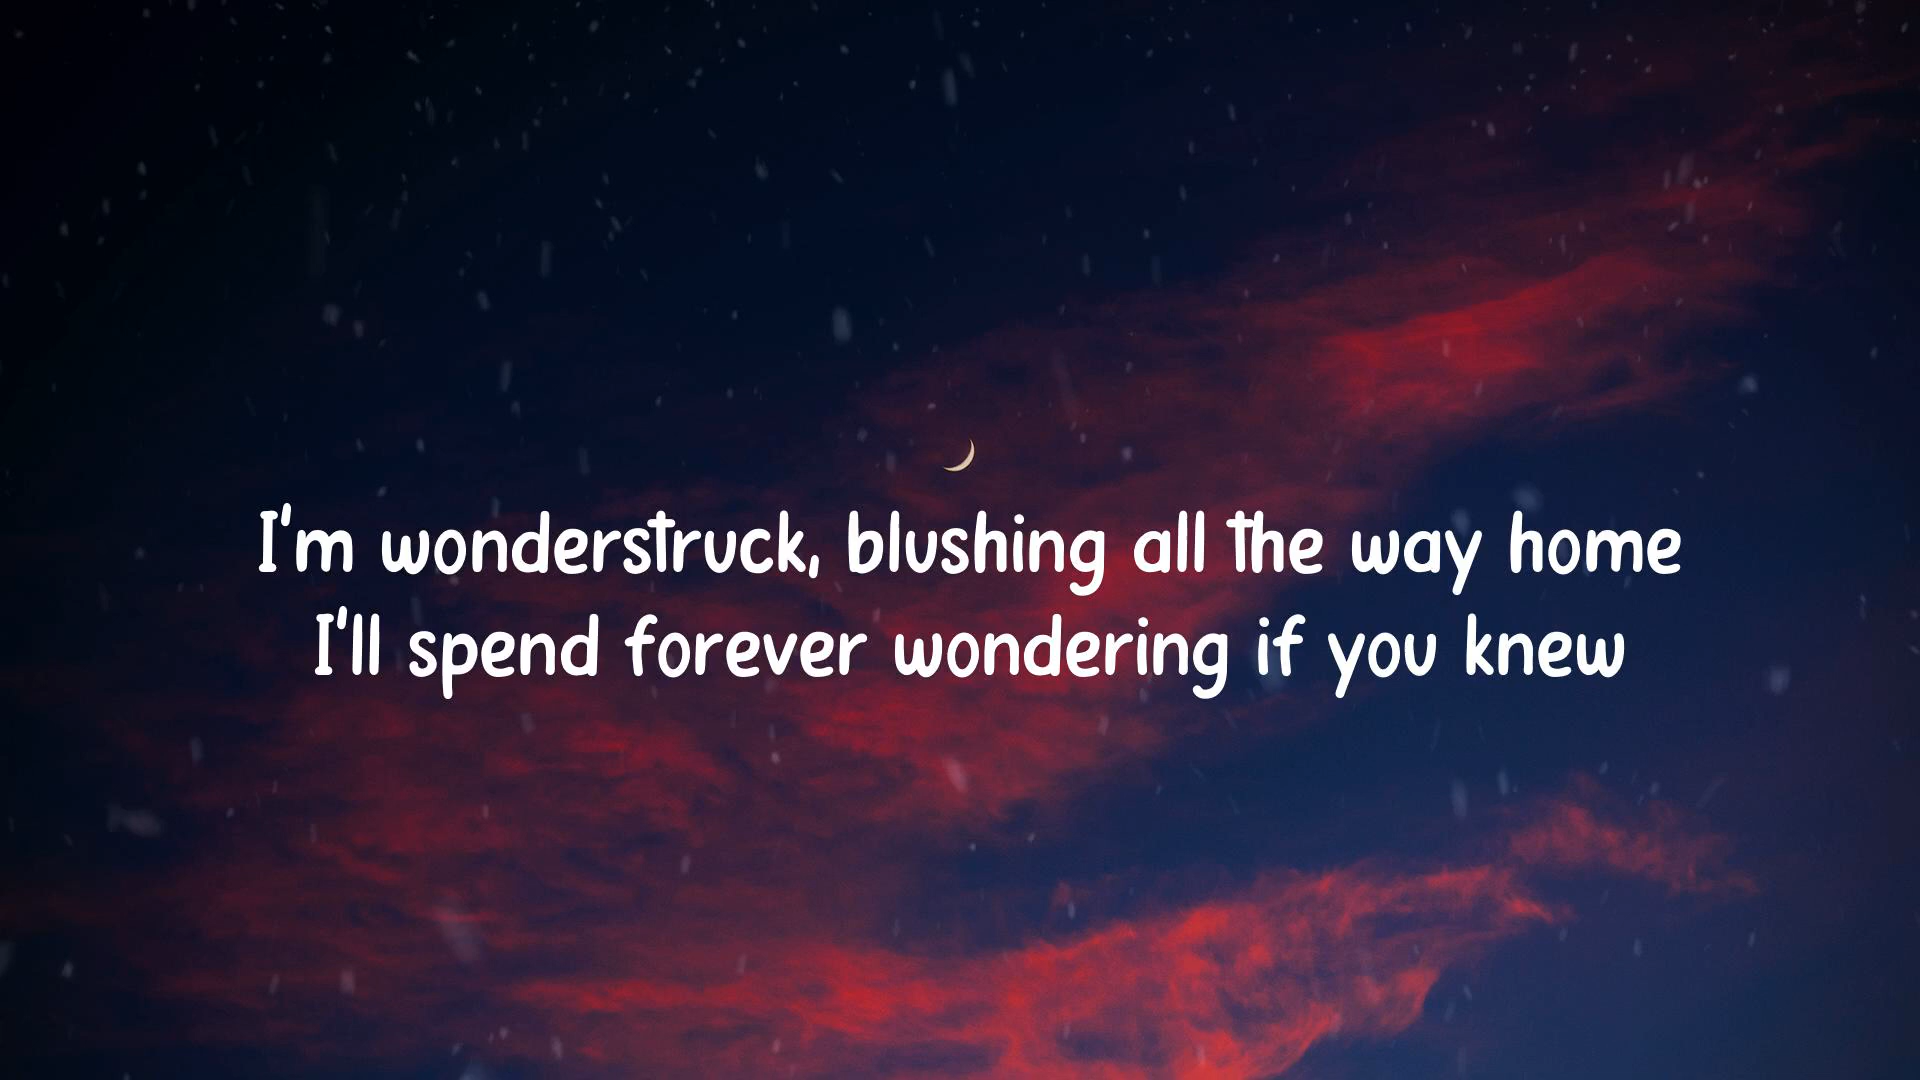 I'm wonderstruck, blushing all the way home
I'll spend forever wondering if you knew